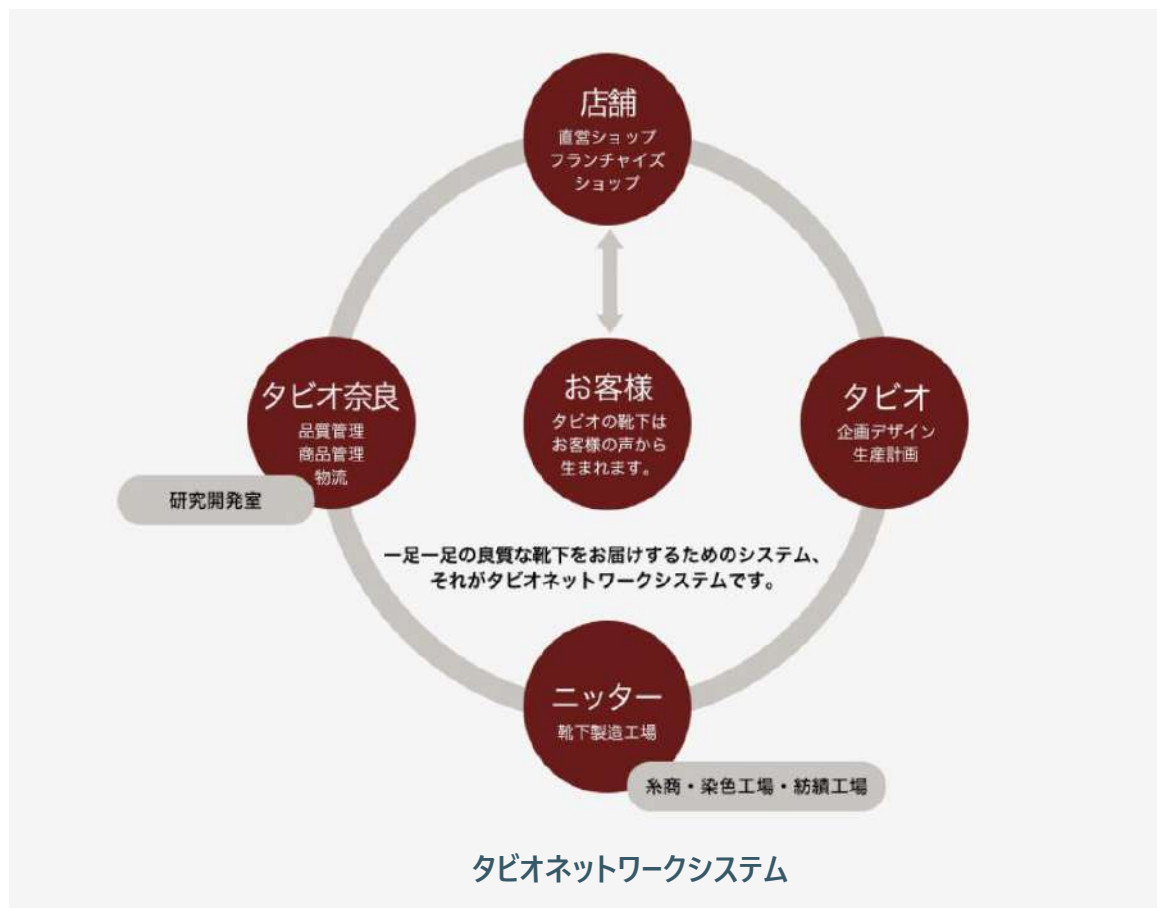 店舗
直営ショップ
フランチャイズ
ショップ
タビオ奈良
品質管理
商品管理
物流
研究開発室
お客様
タビオの靴下は
お客様の声から
生まれます。
タビオ
企画デザイン
生産計画
一足一足の良質な靴下をお届けするためのシステム、
それがタビオネットワークシステムです。
ニッター
靴下製造工場
糸商・染色工場・紡績工場
タビオネットワークシステム